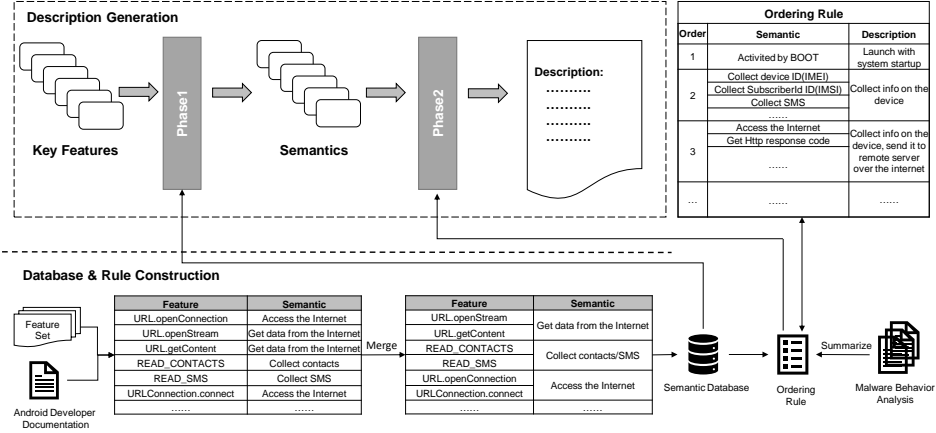 Description Generation
Key Features
Phase1
Semantics
Phase2
Description:
..........
..........
..........
..........
Ordering Rule
Order Semantic Description
1 Activited by BOOT Launch with
system startup
2 Collect device ID(IMEI) Collect info on the
Collect SubscriberId ID(IMSI) device
Collect SMS
......
3 Access the Internet Collect info on the
Get Http response code device, send it to
...... remote server
over the internet
... ...... ......
Database & Rule Construction
Feature
Set
Android Developer
Documentation
Feature Semantic
URL.openConnection Access the Internet
URL.openStream Get data from the Internet
URL.getContent Get data from the Internet
READ_CONTACTS Collect contacts
READ_SMS Collect SMS
URLConnection.connect Access the Internet
...... ......
Merge
Feature Semantic
URL.openStream Get data from the Internet
URL.getContent
READ_CONTACTS Collect contacts/SMS
READ_SMS
URL.openConnection Access the Internet
URLConnection.connect
...... ......
Semantic Database
Ordering
Rule
Summarize
Malware Behavior
Analysis